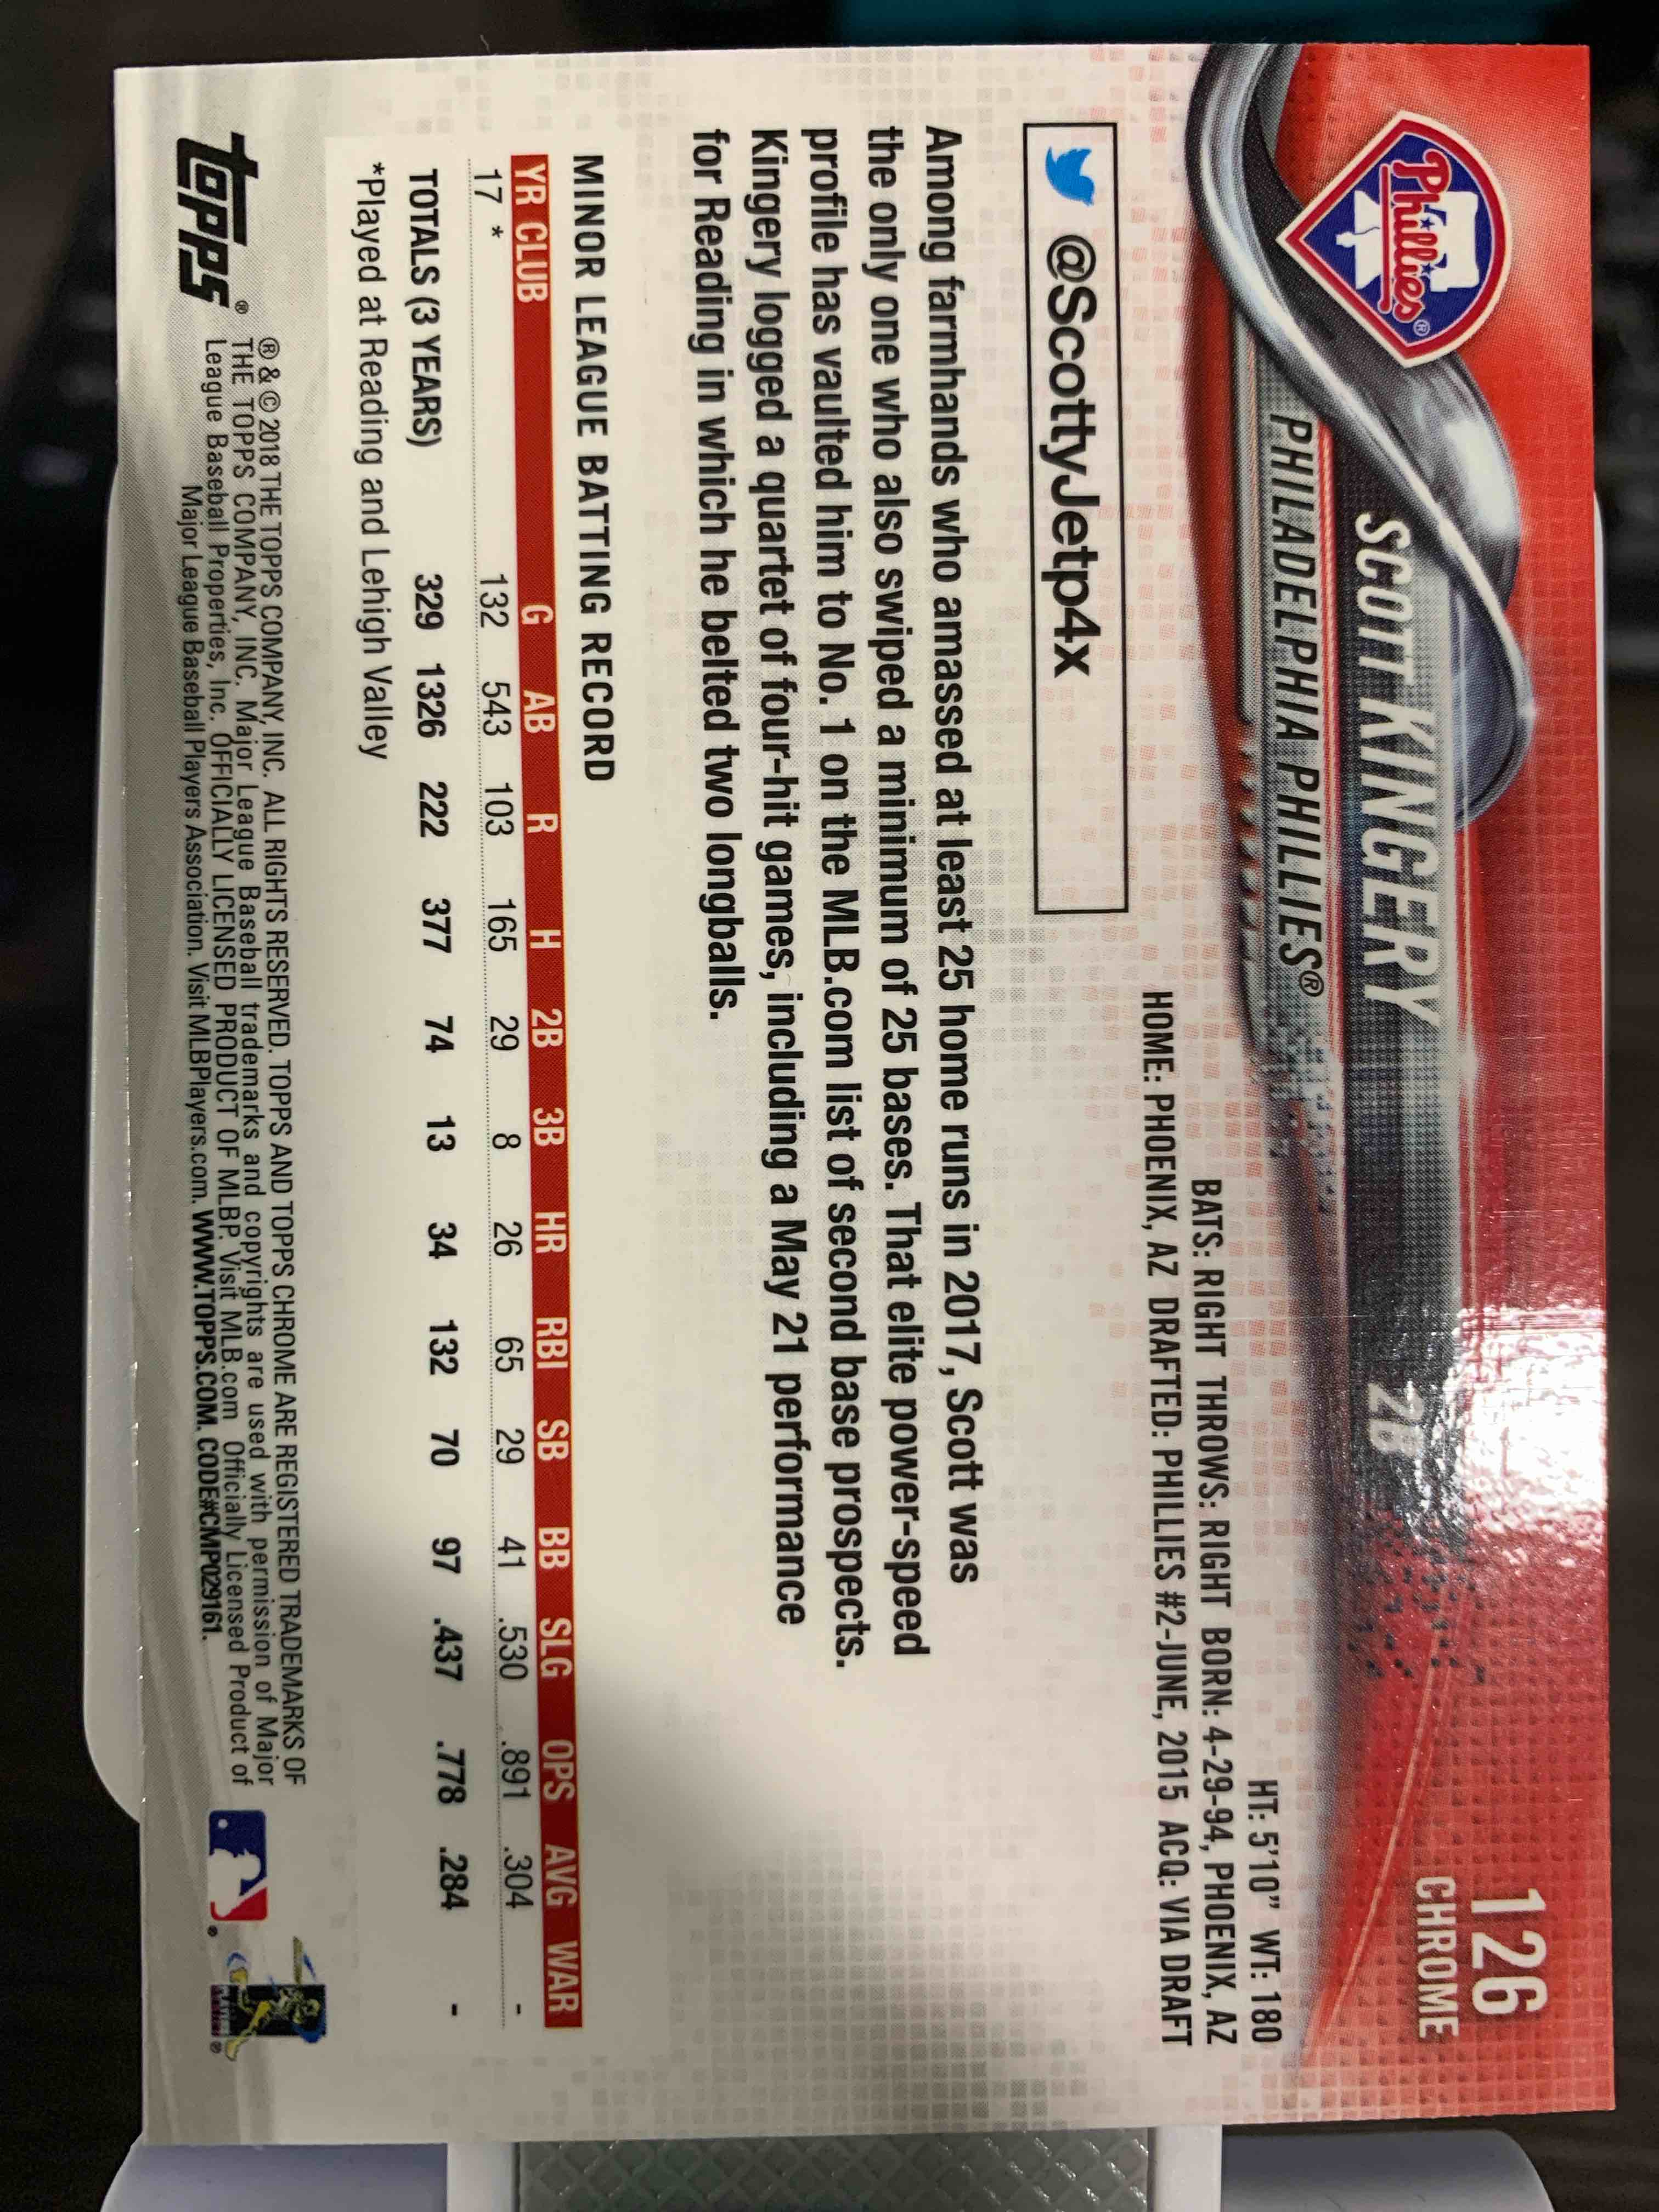 126
CHROME
Phillies®
SCOTT KINGERY 2B
PHILADELPHIA PHILLIES®
HT: 5'10" WT: 180
BATS: RIGHT THROWS: RIGHT BORN: 4-29-94, PHOENIX, AZ
HOME: PHOENIX, AZ DRAFTED: PHILLIES #2-JUNE, 2015 ACQ: VIA DRAFT
@ScottyJetp4x
Among farmhands who amassed at least 25 home runs in 2017, Scott was
the only one who also swiped a minimum of 25 bases. That elite power-speed
profile has vaulted him to No. 1 on the MLB.com list of second base prospects.
Kingery logged a quartet of four-hit games, including a May 21 performance
for Reading in which he belted two longballs.
MINOR LEAGUE BATTING RECORD
YR CLUB G AB R H 2B 3B HR RBI SB BB SLG OPS AVG WAR
17 * 132 543 103 165 29 8 26 65 29 41 .530 .891 .304 -
TOTALS (3 YEARS) 329 1326 222 377 74 13 34 132 70 97 .437 .778 .284 -
*Played at Reading and Lehigh Valley
topps®
® & © 2018 THE TOPPS COMPANY, INC. ALL RIGHTS RESERVED. TOPPS AND TOPPS CHROME ARE REGISTERED TRADEMARKS OF
THE TOPPS COMPANY, INC. Major League Baseball trademarks and copyrights are used with permission of Major
League Baseball Properties, Inc. OFFICIALLY LICENSED PRODUCT OF MLBP. Visit MLB.com Officially Licensed Product of
Major League Baseball Players Association. Visit MLBPlayers.com. WWW.TOPPS.COM. CODE#CMP029161.